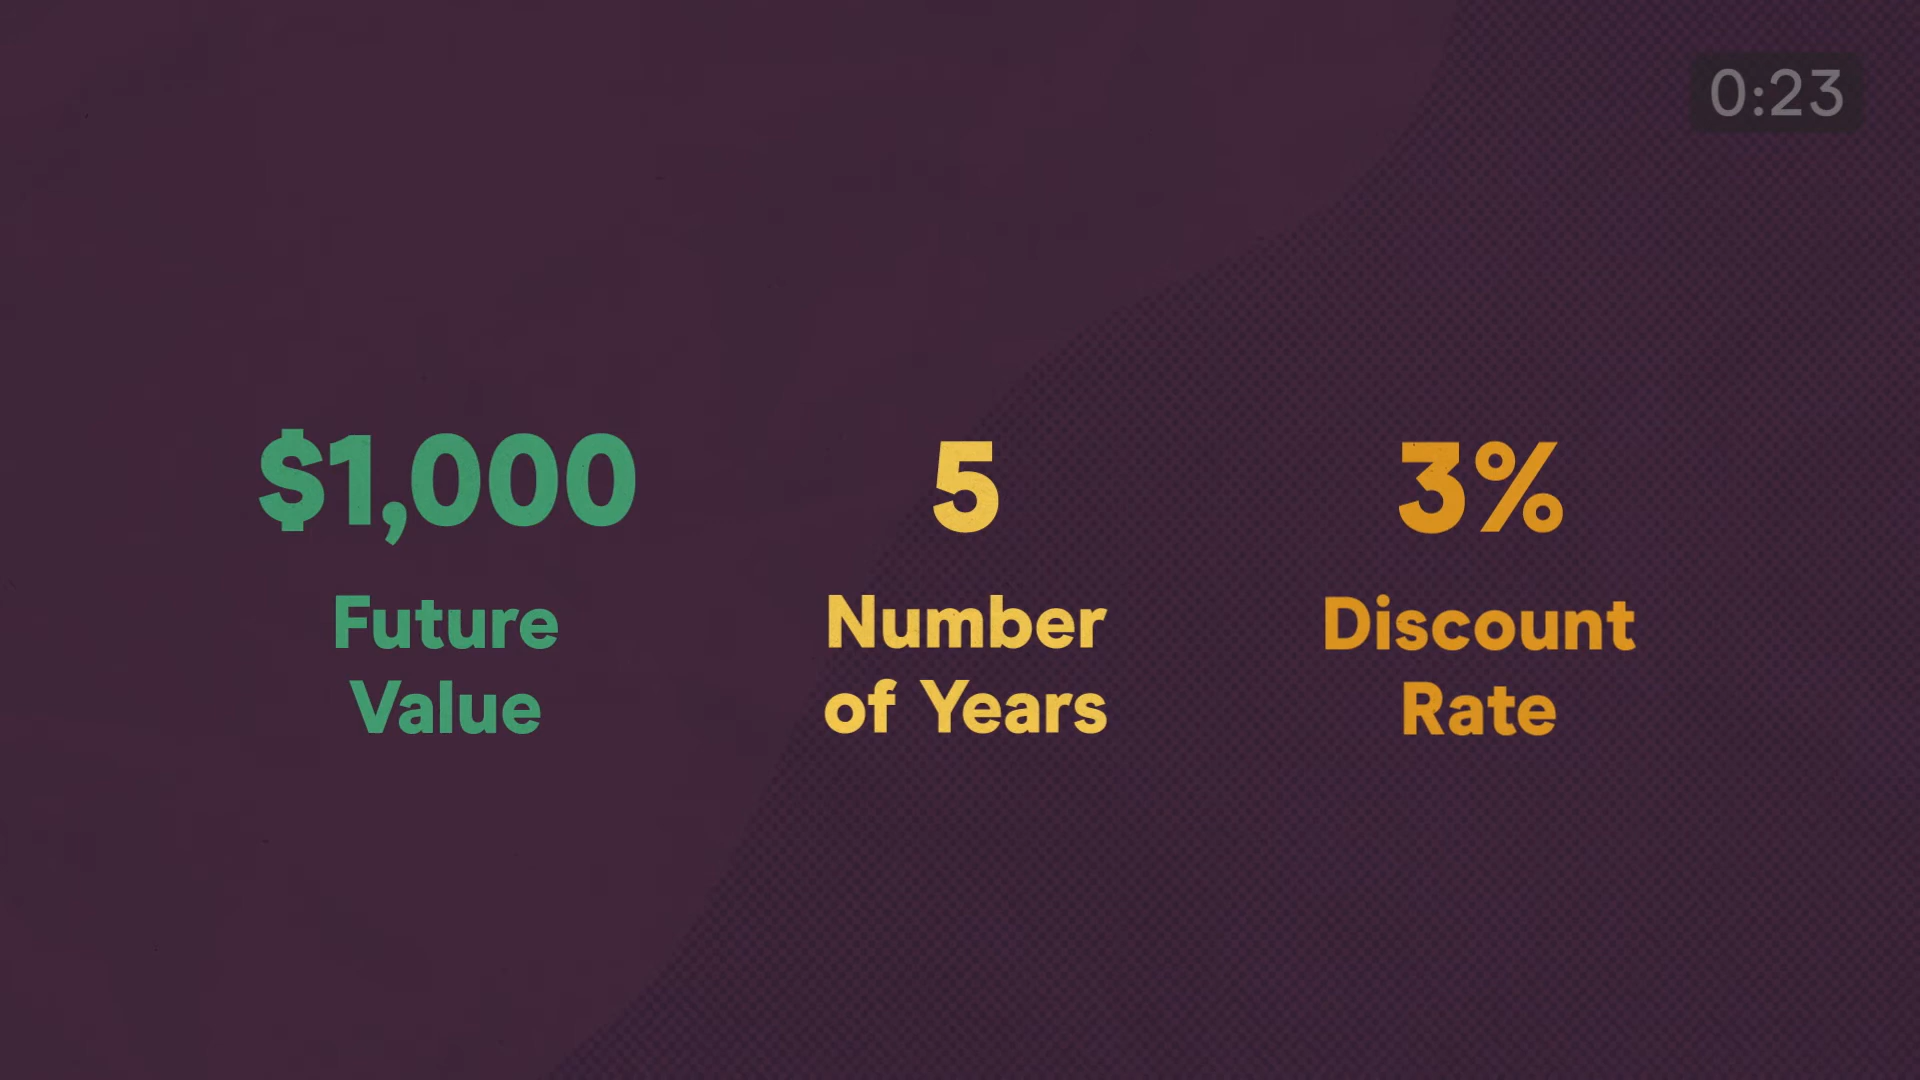 0:23
$1,000
5
3%
Future
Value
Number
of Years
Discount
Rate